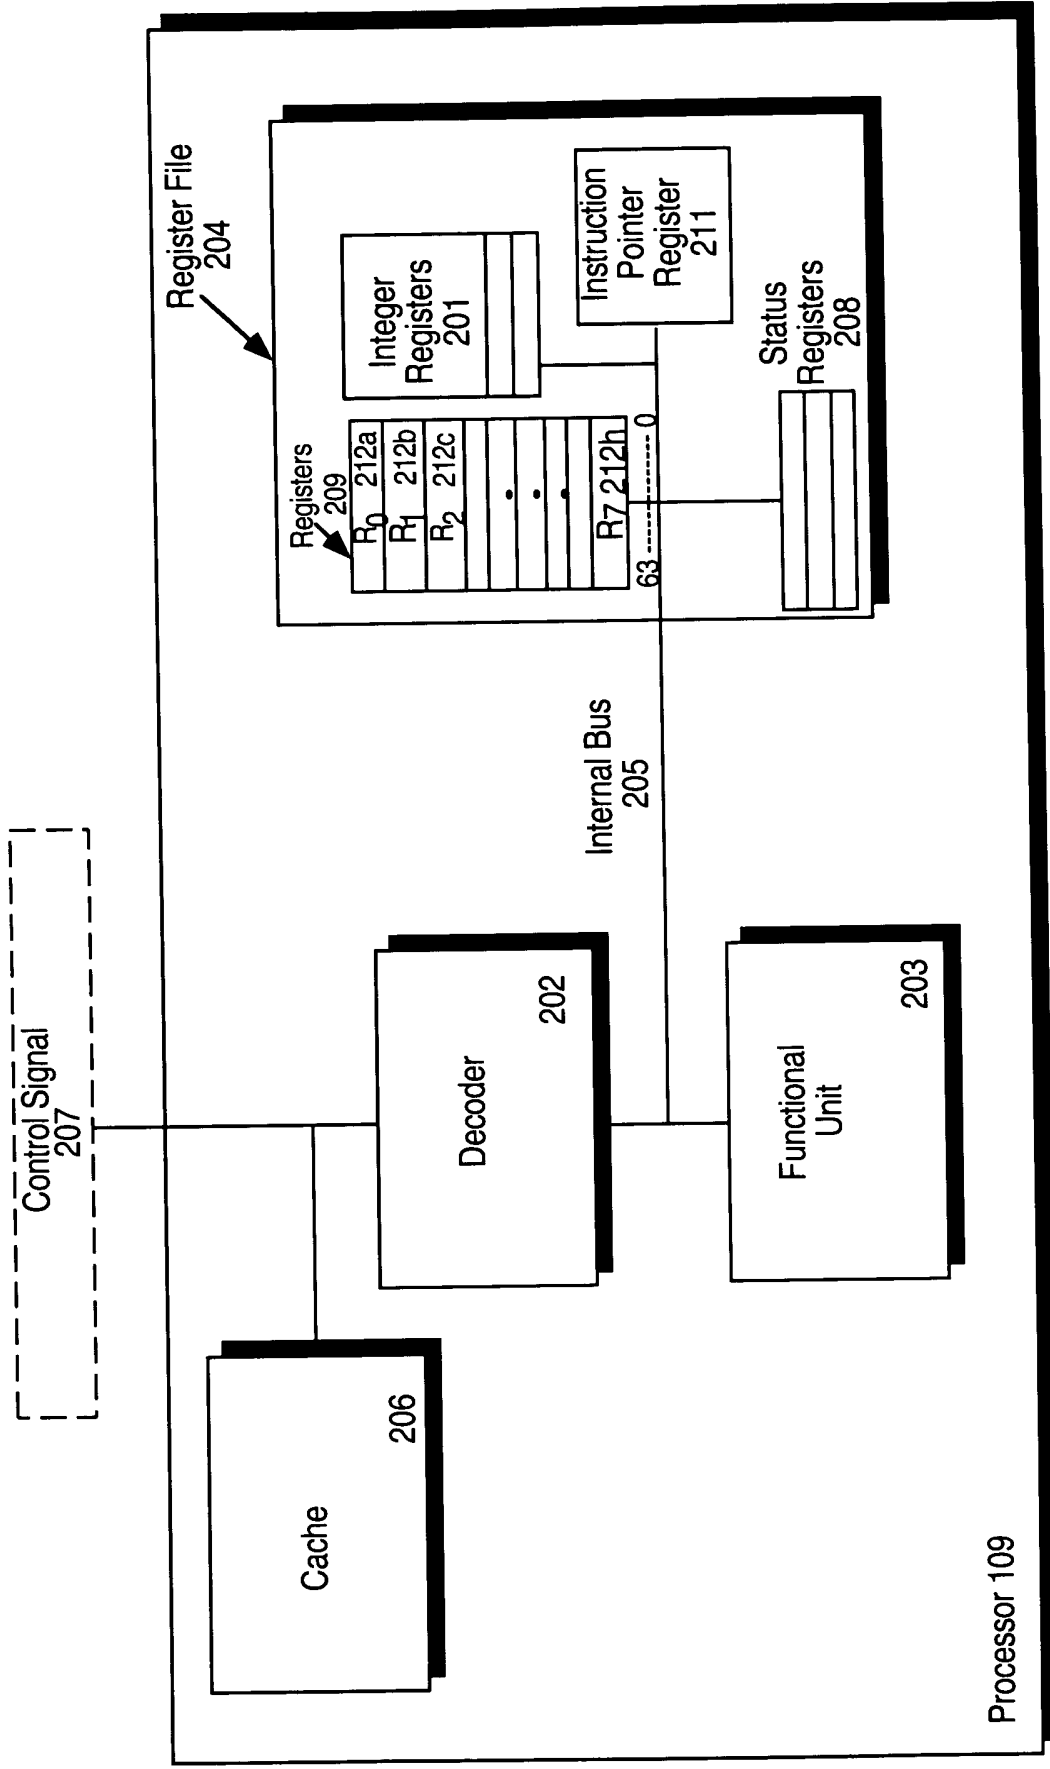 Control Signal
207
Cache
206
Decoder
202
Functional
Unit
203
Internal Bus
205
Register File
204
Registers
209
R0 212a
R1 212b
R2 212c
R7 212h
63 ------------ 0
Integer
Registers
201
Instruction
Pointer
Register
211
Status
Registers
208
Processor 109